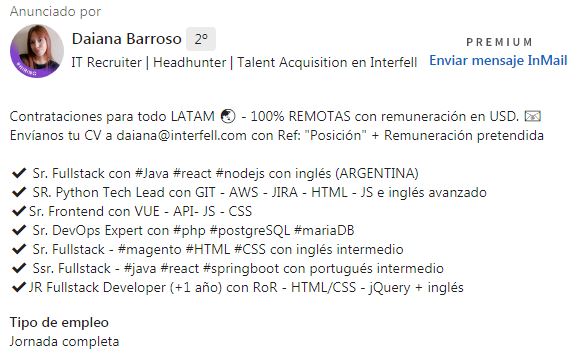 Anunciado por
Daiana Barroso 2º
PREMIUM
IT Recruiter | Headhunter | Talent Acquisition en Interfell
Enviar mensaje InMail
Contrataciones para todo LATAM 🌎 - 100% REMOTAS con remuneración en USD. ✉
Envíanos tu CV a daiana@interfell.com con Ref: "Posición" + Remuneración pretendida
✔ Sr. Fullstack con #Java #react #nodejs con inglés (ARGENTINA)
✔ SR. Python Tech Lead con GIT - AWS - JIRA - HTML - JS e inglés avanzado
✔Sr. Frontend con VUE - API- JS - CSS
✔ Sr. DevOps Expert con #php #postgreSQL #mariaDB
✔ Sr. Fullstack - #magento #HTML #CSS con inglés intermedio
✔ Ssr. Fullstack - #java #react #springboot con portugués intermedio
✔JR Fullstack Developer (+1 año) con RoR - HTML/CSS - jQuery + inglés
Tipo de empleo
Jornada completa